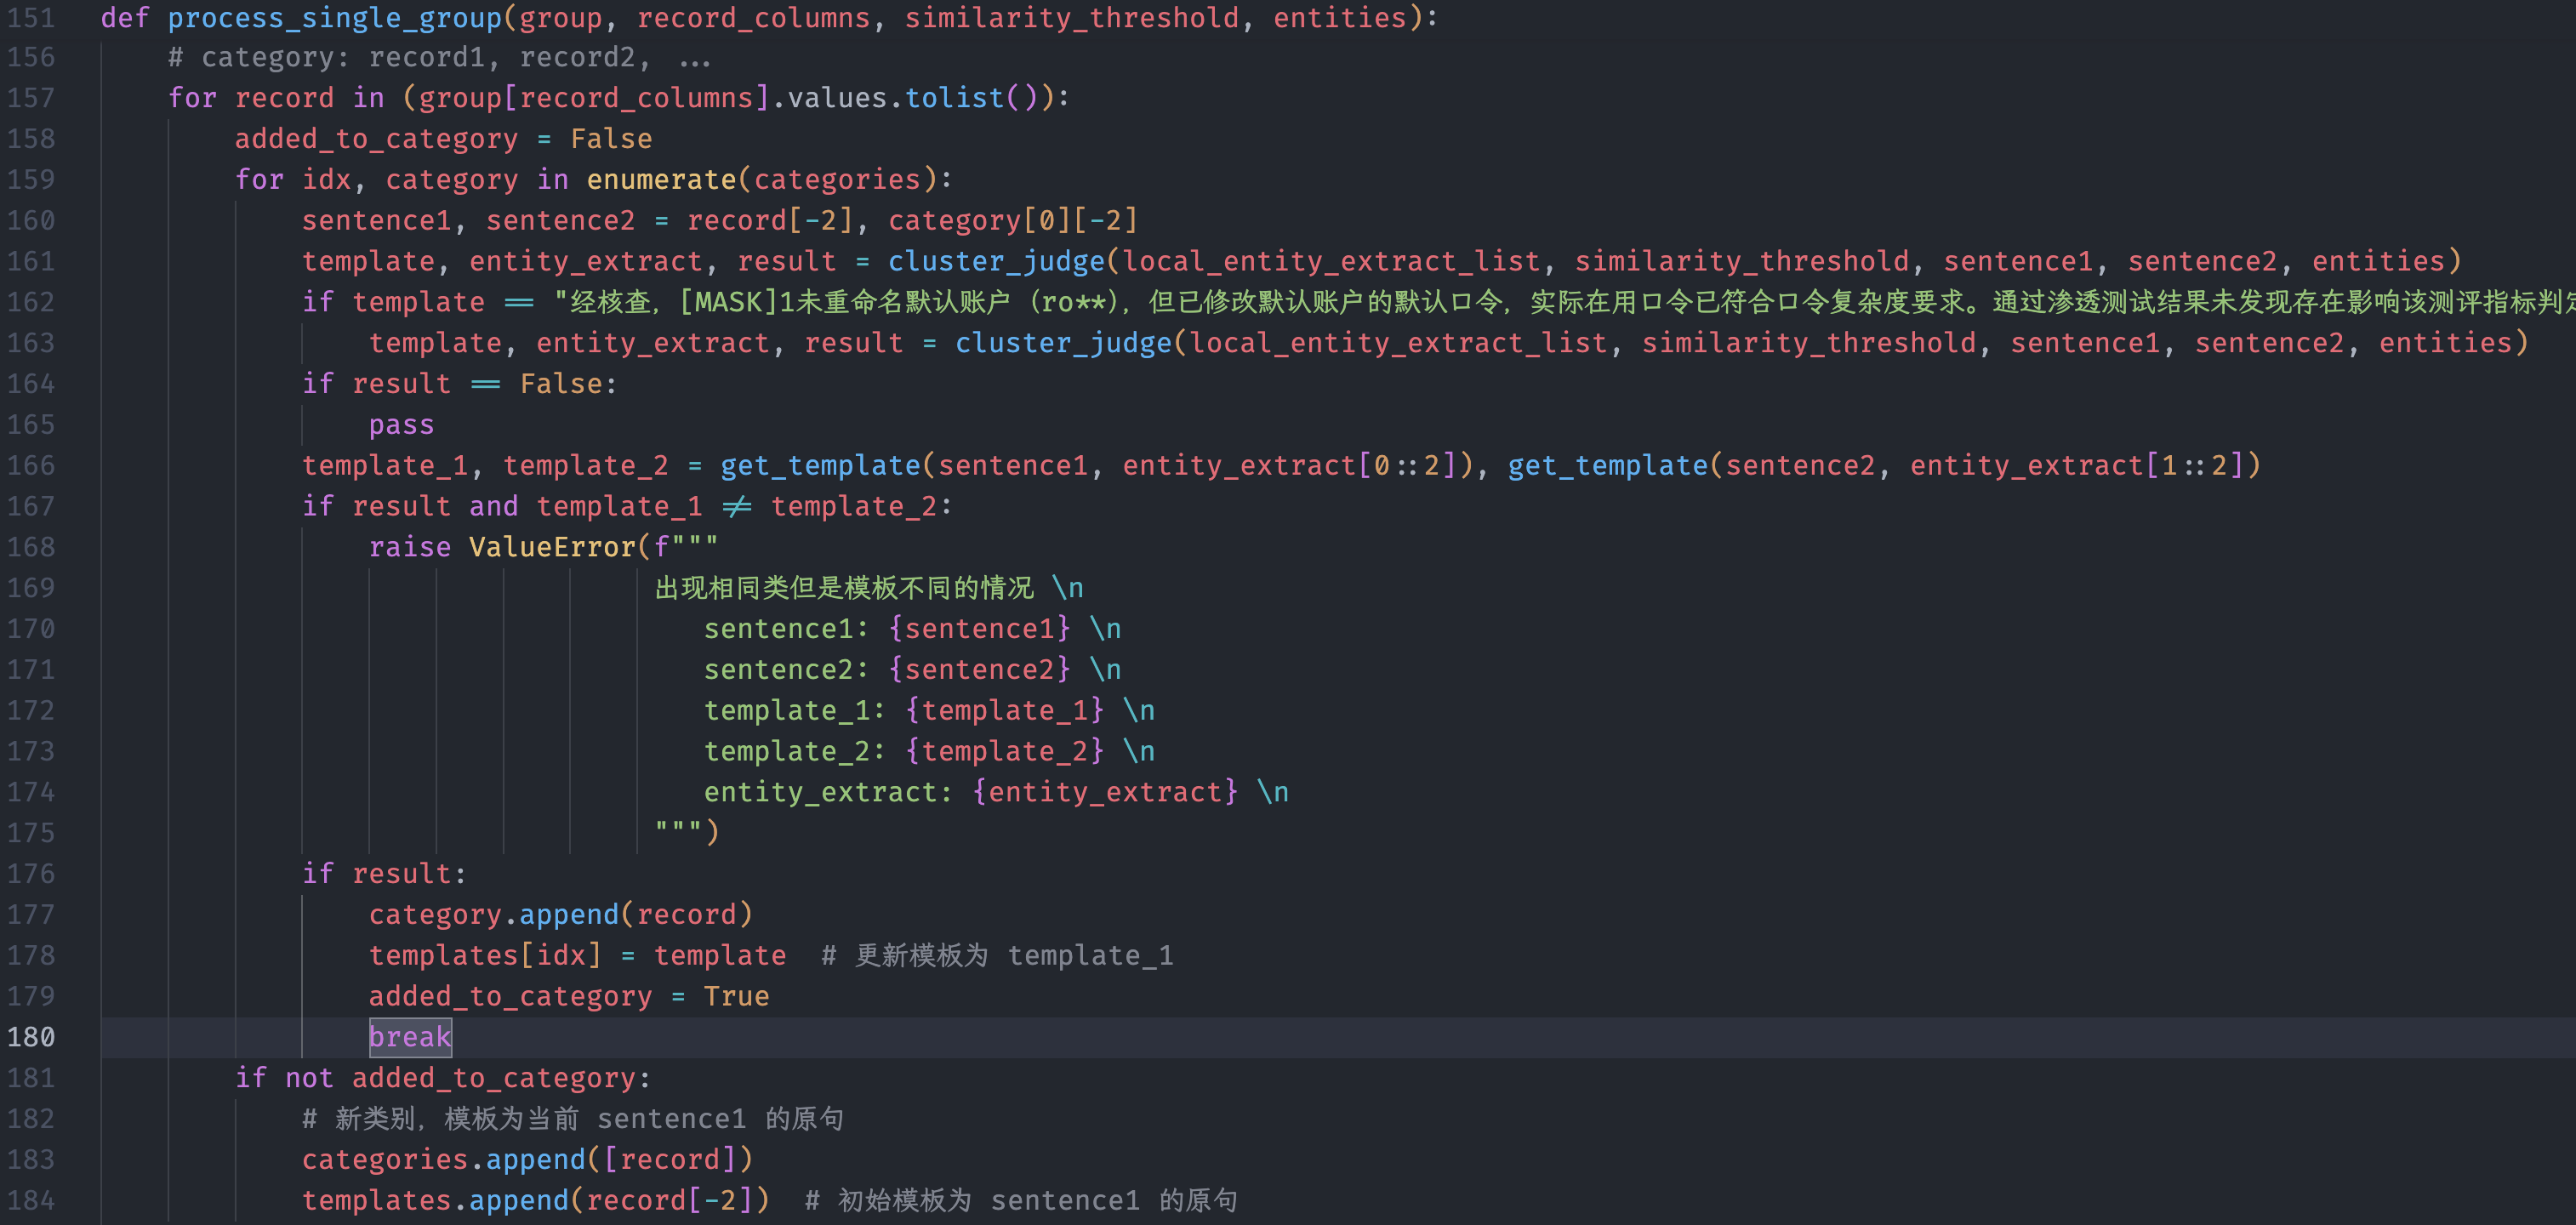 151 def process_single_group(group, record_columns, similarity_threshold, entities):
156     # category: record1, record2, ...
157     for record in (group[record_columns].values.tolist()):
158         added_to_category = False
159         for idx, category in enumerate(categories):
160             sentence1, sentence2 = record[-2], category[0][-2]
161             template, entity_extract, result = cluster_judge(local_entity_extract_list, similarity_threshold, sentence1, sentence2, entities)
162             if template == "经核查，[MASK]1未重命名默认账户（ro**），但已修改默认账户的默认口令，实际在用口令已符合口令复杂度要求。通过渗透测试结果未发现存在影响该测评指标判定
163                 template, entity_extract, result = cluster_judge(local_entity_extract_list, similarity_threshold, sentence1, sentence2, entities)
164             if result == False:
165                 pass
166             template_1, template_2 = get_template(sentence1, entity_extract[0::2]), get_template(sentence2, entity_extract[1::2])
167             if result and template_1 != template_2:
168                 raise ValueError(f"""
169                                  出现相同类但是模板不同的情况 \n
170                                     sentence1: {sentence1} \n
171                                     sentence2: {sentence2} \n
172                                     template_1: {template_1} \n
173                                     template_2: {template_2} \n
174                                     entity_extract: {entity_extract} \n
175                                  """)
176             if result:
177                 category.append(record)
178                 templates[idx] = template  # 更新模板为 template_1
179                 added_to_category = True
180                 break
181         if not added_to_category:
182             # 新类别，模板为当前 sentence1 的原句
183             categories.append([record])
184             templates.append(record[-2])  # 初始模板为 sentence1 的原句